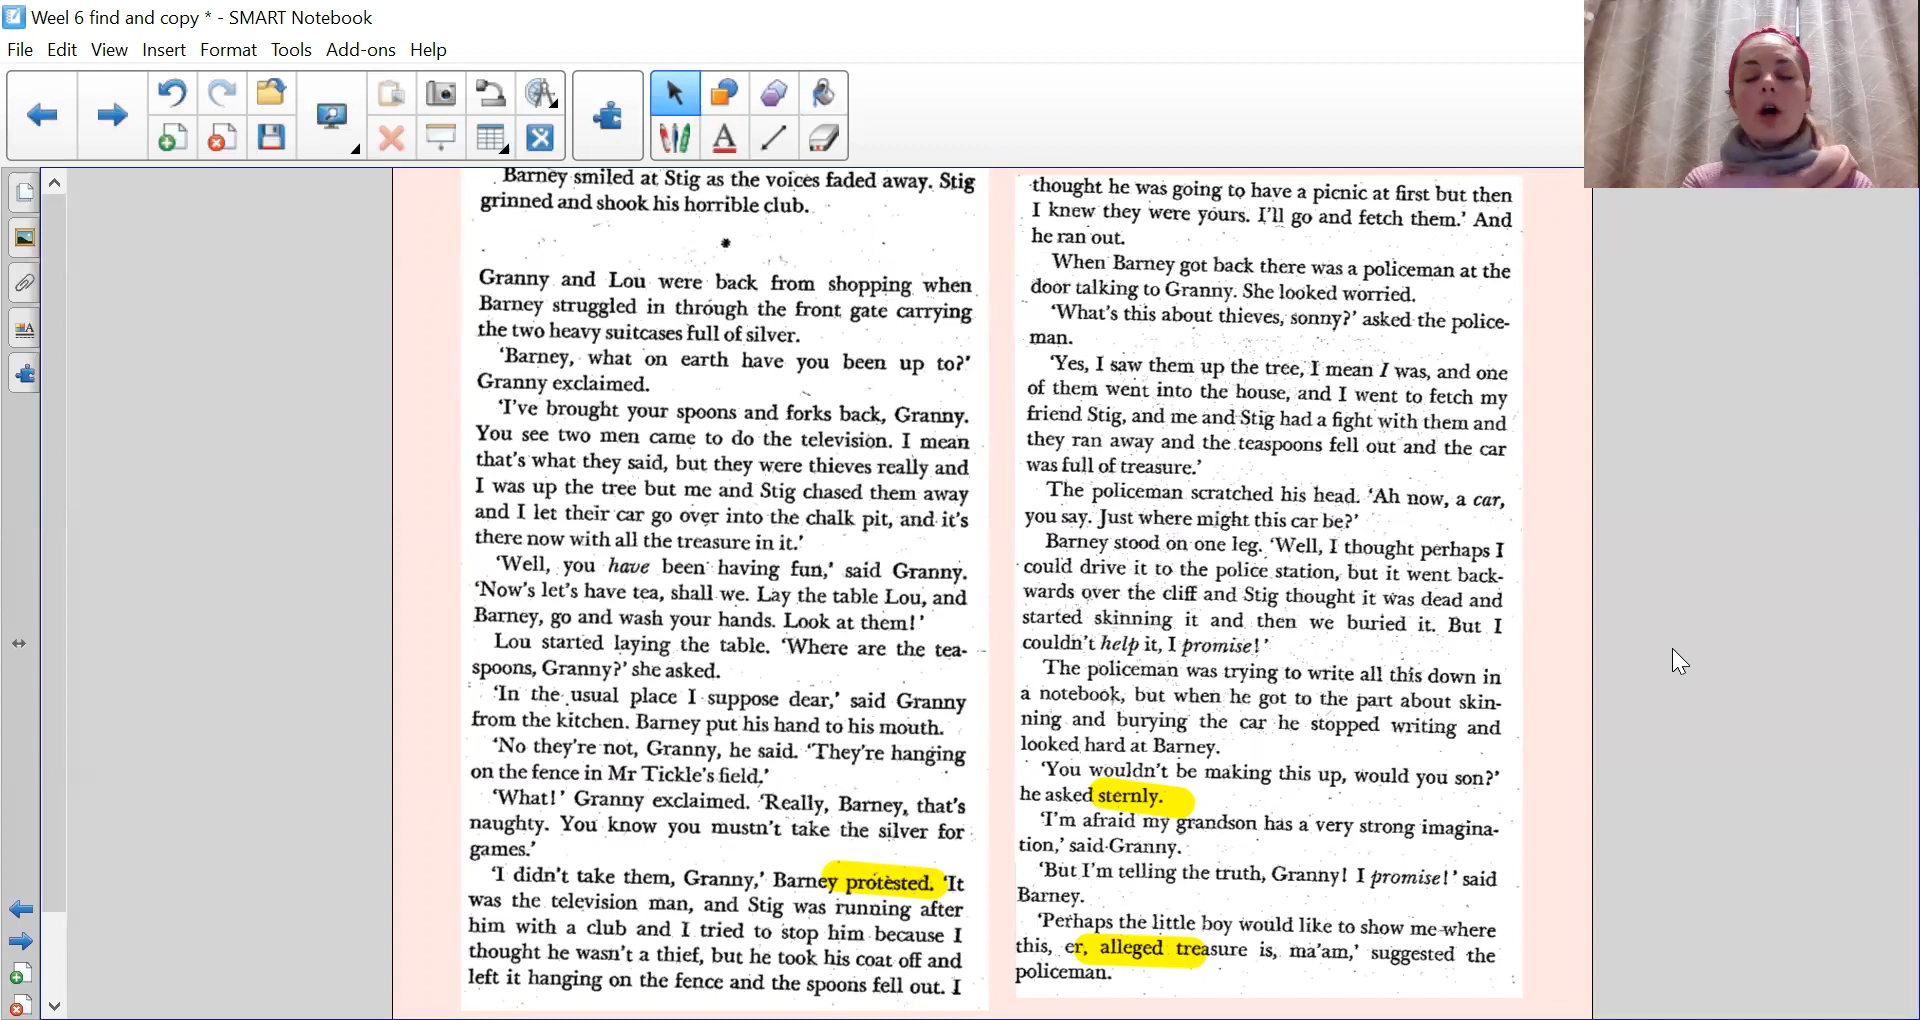 Weel 6 find and copy * - SMART Notebook
File Edit View Insert Format Tools Add-ons Help
Barney smiled at Stig as the voices faded away. Stig
grinned and shook his horrible club.
*
Granny and Lou were back from shopping when
Barney struggled in through the front gate carrying
the two heavy suitcases full of silver.
'Barney, what on earth have you been up to?'
Granny exclaimed.
'I've brought your spoons and forks back, Granny.
You see two men came to do the television. I mean
that's what they said, but they were thieves really and
I was up the tree but me and Stig chased them away
and I let their car go over into the chalk pit, and it's
there now with all the treasure in it.'
'Well, you have been having fun,' said Granny.
'Now's let's have tea, shall we. Lay the table Lou, and
Barney, go and wash your hands. Look at them!'
Lou started laying the table. 'Where are the tea-
spoons, Granny?' she asked.
'In the usual place I suppose dear,' said Granny
from the kitchen. Barney put his hand to his mouth.
'No they're not, Granny, he said. 'They're hanging
on the fence in Mr Tickle's field.'
'What!' Granny exclaimed. 'Really, Barney, that's
naughty. You know you mustn't take the silver for
games.'
'I didn't take them, Granny,' Barney protested. 'It
was the television man, and Stig was running after
him with a club and I tried to stop him because I
thought he wasn't a thief, but he took his coat off and
left it hanging on the fence and the spoons fell out. I
thought he was going to have a picnic at first but then
I knew they were yours. I'll go and fetch them.' And
he ran out.
When Barney got back there was a policeman at the
door talking to Granny. She looked worried.
'What's this about thieves, sonny?' asked the police-
man.
'Yes, I saw them up the tree, I mean I was, and one
of them went into the house, and I went to fetch my
friend Stig, and me and Stig had a fight with them and
they ran away and the teaspoons fell out and the car
was full of treasure.'
The policeman scratched his head. 'Ah now, a car,
you say. Just where might this car be?'
Barney stood on one leg. 'Well, I thought perhaps I
could drive it to the police station, but it went back-
wards over the cliff and Stig thought it was dead and
started skinning it and then we buried it. But I
couldn't help it, I promise!'
The policeman was trying to write all this down in
a notebook, but when he got to the part about skin-
ning and burying the car he stopped writing and
looked hard at Barney.
'You wouldn't be making this up, would you son?'
he asked sternly.
'I'm afraid my grandson has a very strong imagina-
tion,' said Granny.
'But I'm telling the truth, Granny! I promise!' said
Barney.
'Perhaps the little boy would like to show me where
this, er, alleged treasure is, ma'am,' suggested the
policeman.